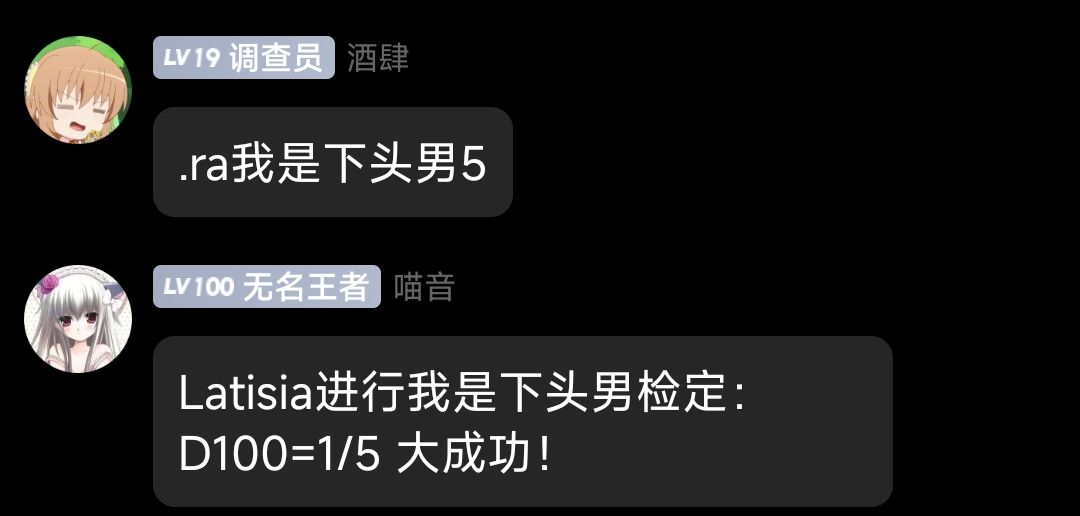 LV19 调查员 酒肆
.ra我是下头男5
LV100 无名王者 喵音
Latisia进行我是下头男检定：
D100=1/5 大成功！